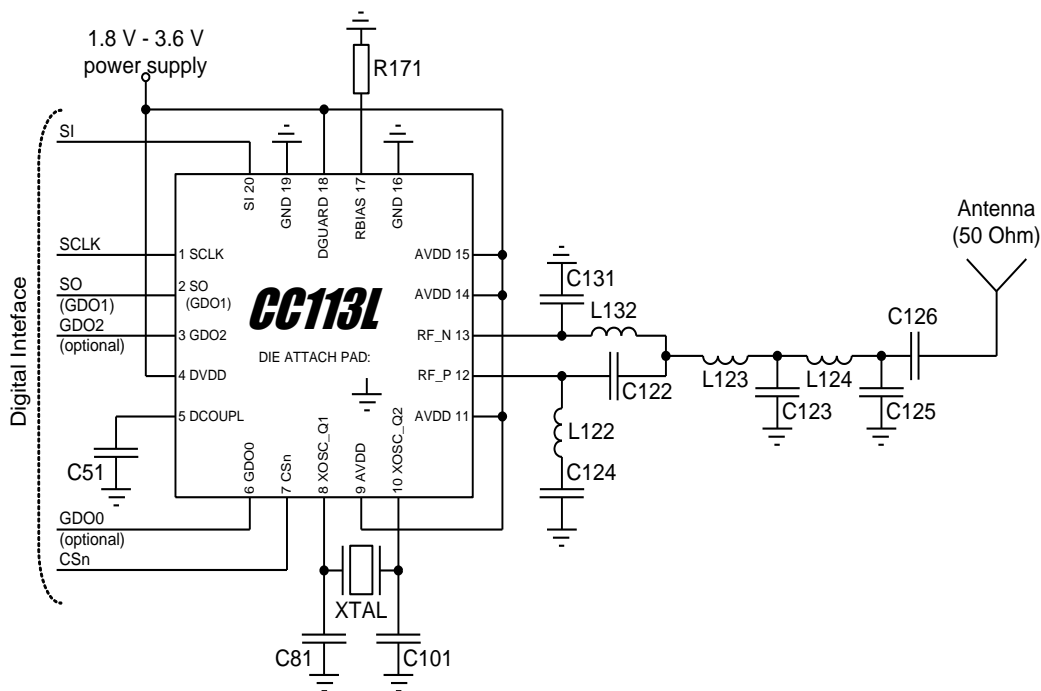 1.8 V - 3.6 V
power supply
R171
SI
SI 20
GND 19
DGUARD 18
RBIAS 17
GND 16
Antenna
(50 Ohm)
SCLK
1 SCLK
AVDD 15
SO
(GDO1)
2 SO
(GDO1)
AVDD 14
C131
L132
C126
GDO2
(optional)
3 GDO2
CC113L
RF_N 13
DIE ATTACH PAD:
4 DVDD
RF_P 12
C122
L123
L124
C123
C125
5 DCOUPL
AVDD 11
L122
C124
C51
6 GDO0
7 CSn
8 XOSC_Q1
9 AVDD
10 XOSC_Q2
GDO0
(optional)
CSn
XTAL
C81
C101
Digital Inteface